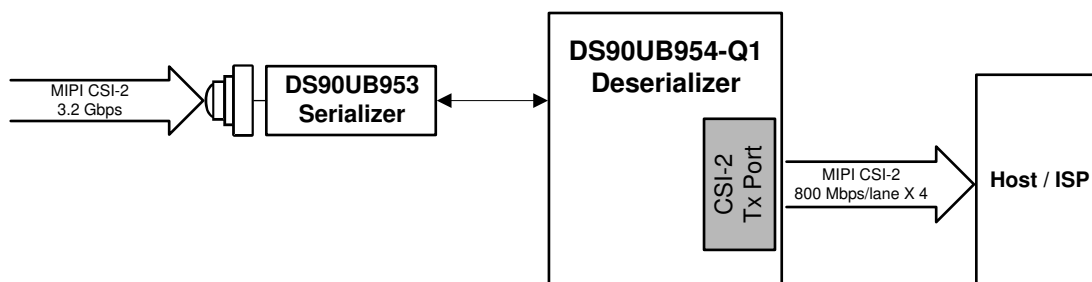 MIPI CSI-2
3.2 Gbps
DS90UB953
Serializer
DS90UB954-Q1
Deserializer
CSI-2
Tx Port
MIPI CSI-2
800 Mbps/lane X 4
Host / ISP